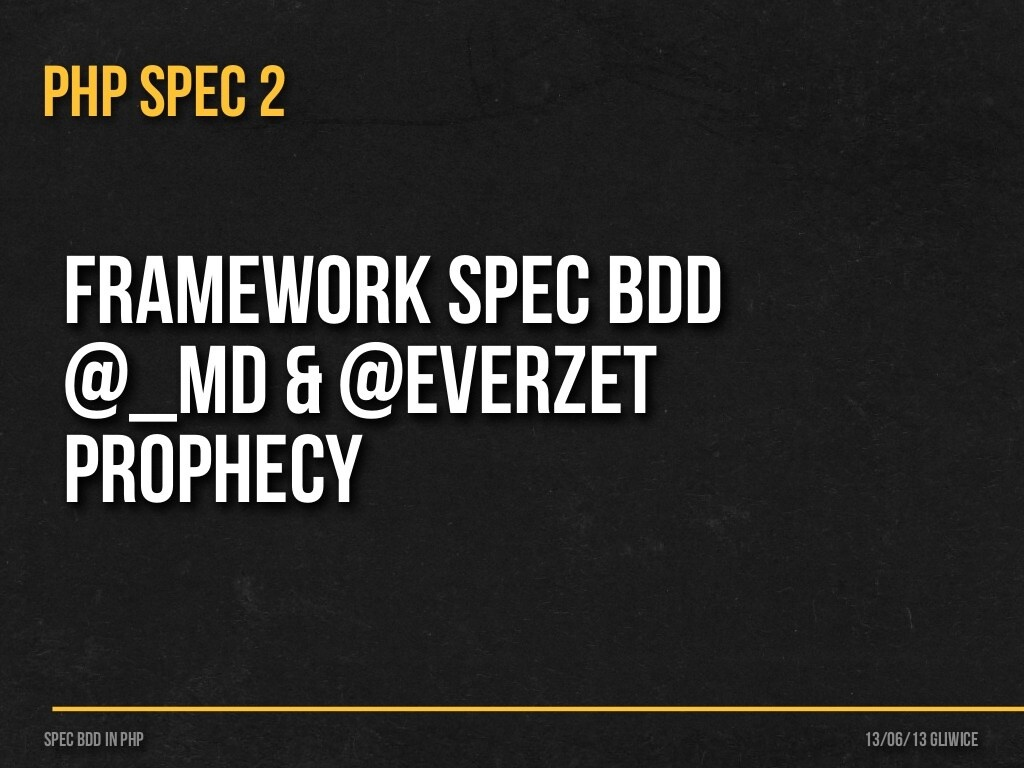 PHP SPEC 2
FRAMEWORK SPEC BDD
@_MD & @EVERZET
PROPHECY
SPEC BDD IN PHP
13/06/13 GLIWICE